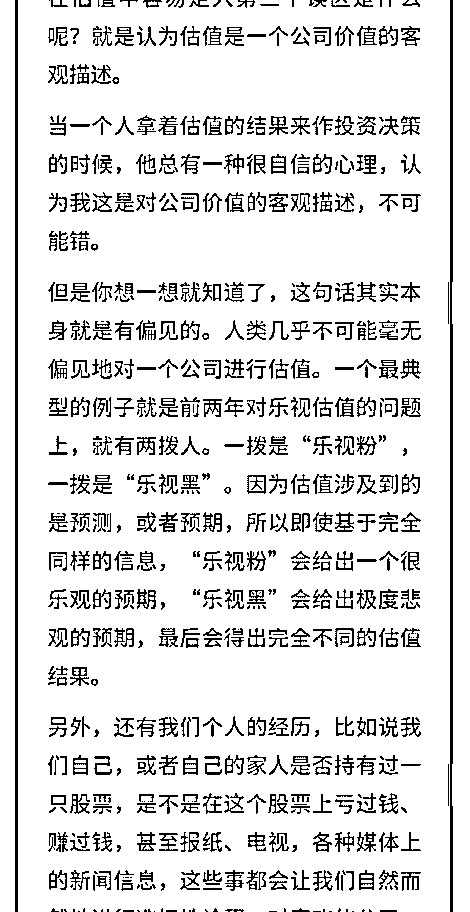 呢？就是认为估值是一个公司价值的客
观描述。
当一个人拿着估值的结果来作投资决策
的时候，他总有一种很自信的心理，认
为我这是对公司价值的客观描述，不可
能错。
但是你想一想就知道了，这句话其实本
身就是有偏见的。人类几乎不可能毫无
偏见地对一个公司进行估值。一个最典
型的例子就是前两年对乐视估值的问题
上，就有两拨人。一拨是“乐视粉”，
一拨是“乐视黑”。因为估值涉及到的
是预测，或者预期，所以即使基于完全
同样的信息，“乐视粉”会给出一个很
乐观的预期，“乐视黑”会给出极度悲
观的预期，最后会得出完全不同的估值
结果。
另外，还有我们个人的经历，比如说我
们自己，或者自己的家人是否持有过一
只股票，是不是在这个股票上亏过钱、
赚过钱，甚至报纸、电视，各种媒体上
的新闻信息，这些事都会让我们自然而